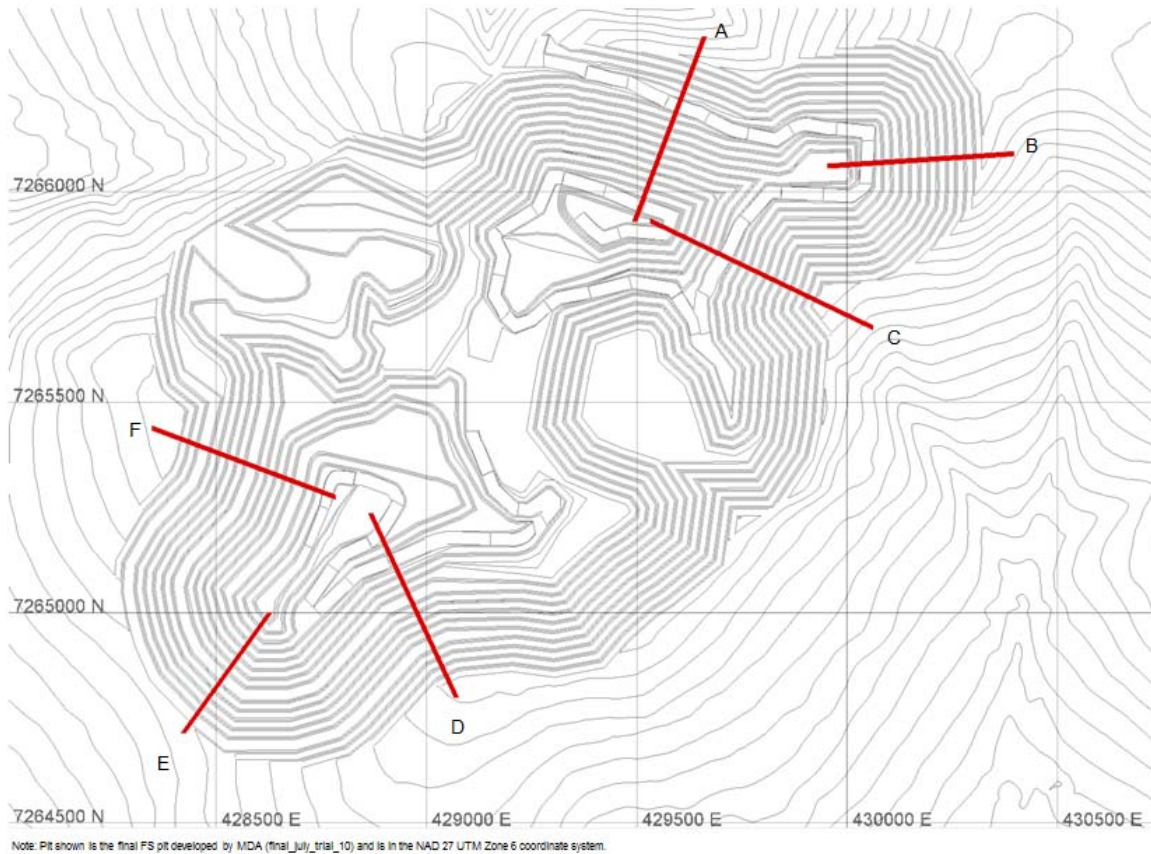 A
B
7266000 N
C
7265500 N
F
7265000 N
D
E
7264500 N 428500 E 429000 E 429500 E 430000 E 430500 E
Note: Pit shown is the final FS pit developed by MDA (final_july_trial_10) and is in the NAD 27 UTM Zone 6 coordinate system.